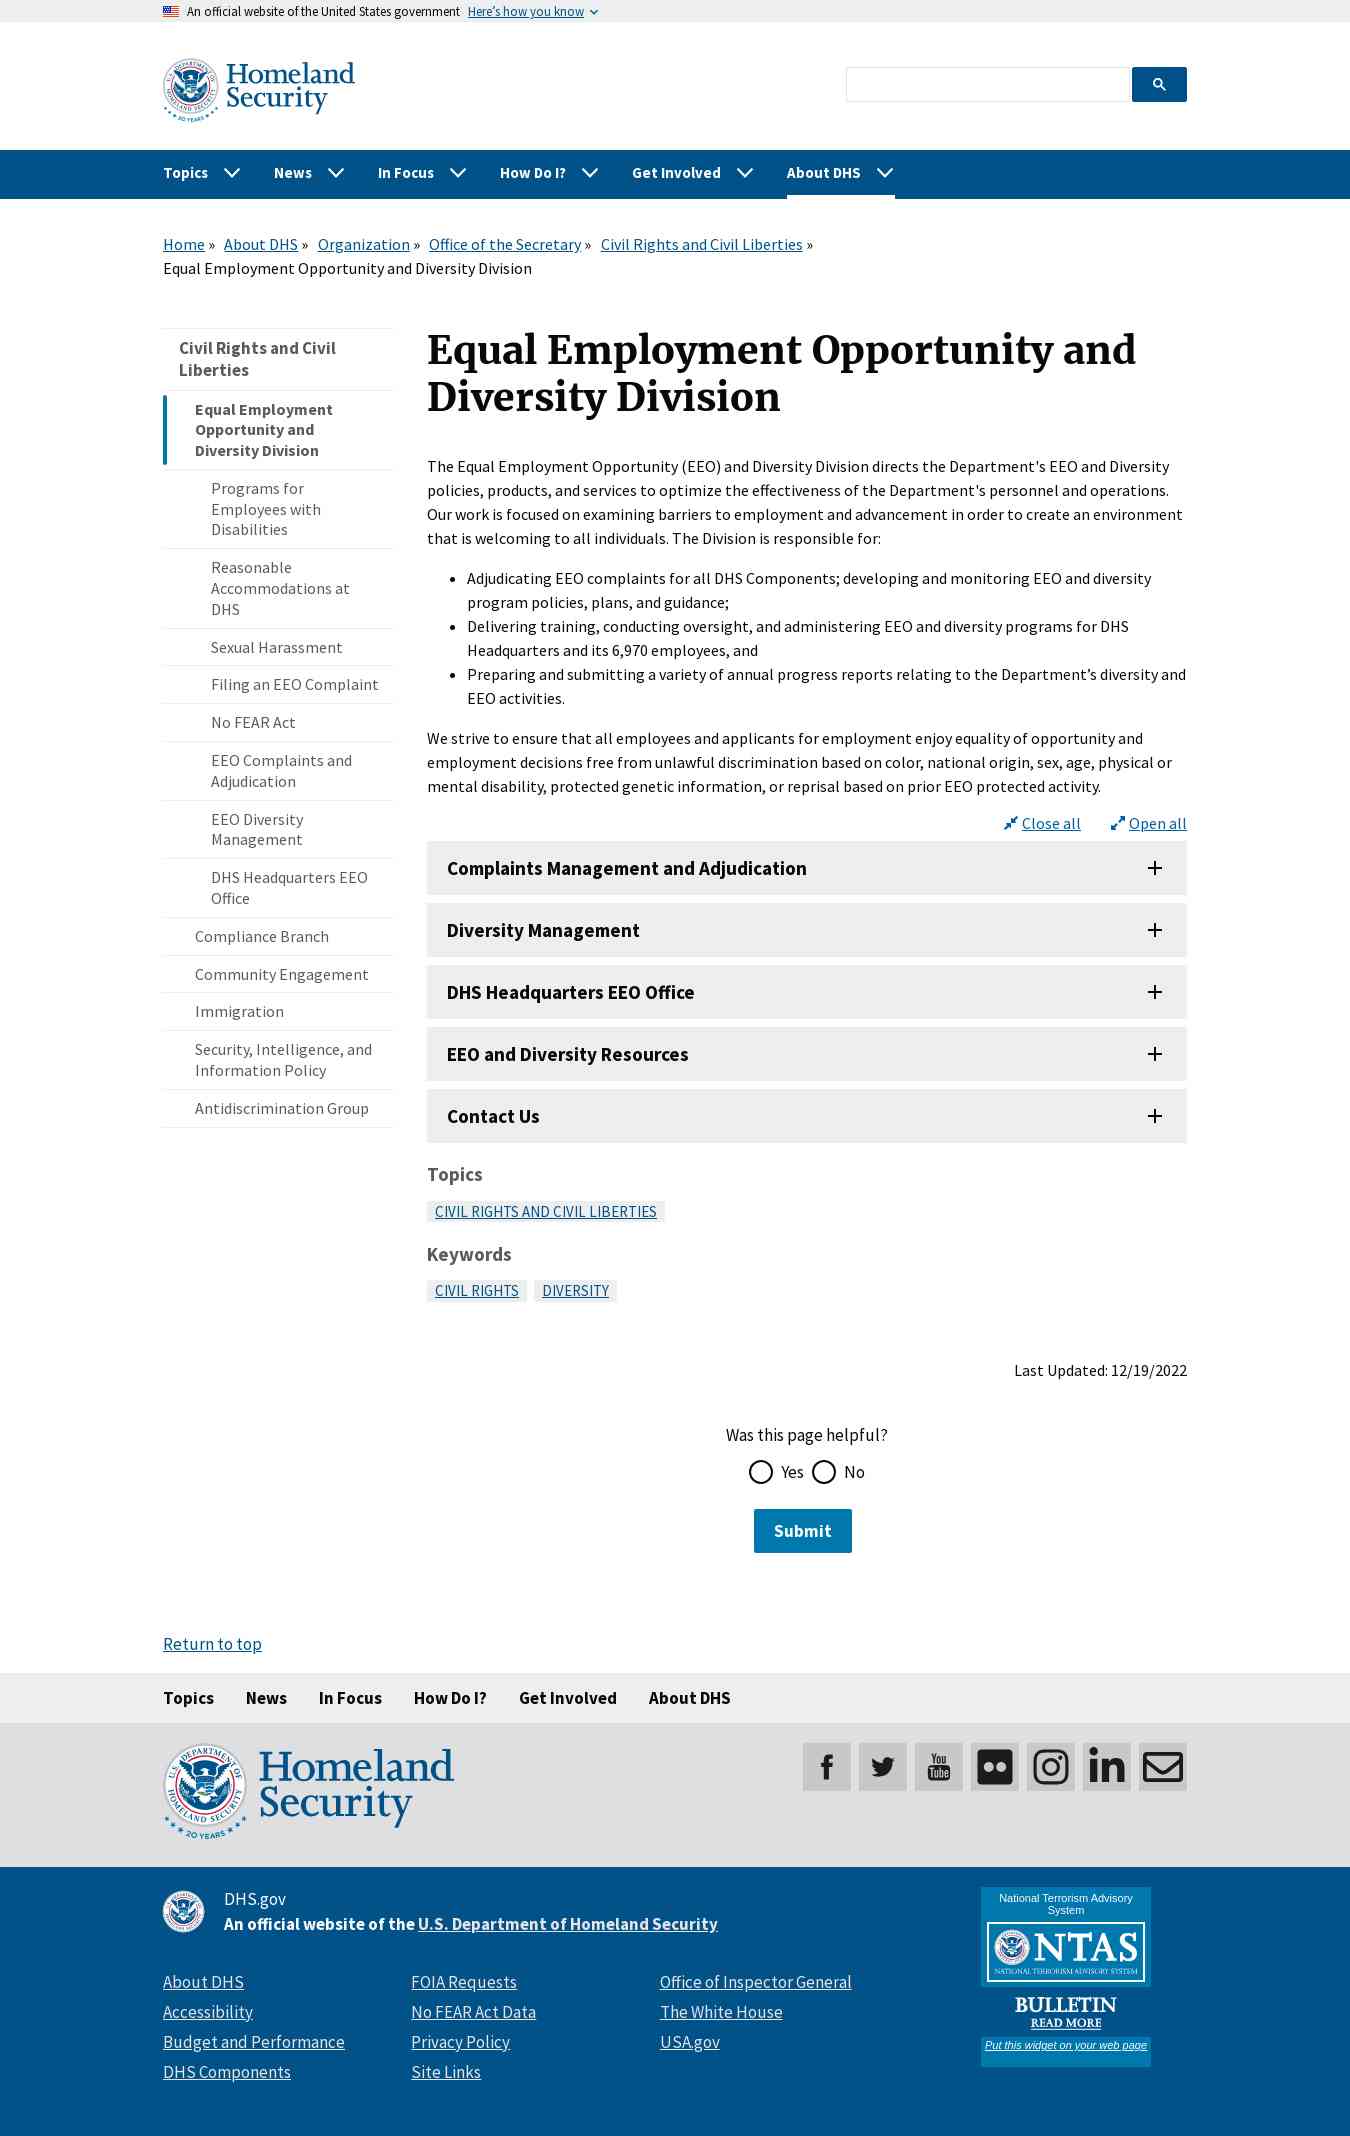 An official website of the United States government Here’s how you know
U.S. DEPARTMENT OF HOMELAND SECURITY
20 YEARS
Homeland
Security
Topics News In Focus How Do I? Get Involved About DHS
Home » About DHS » Organization » Office of the Secretary » Civil Rights and Civil Liberties »
Equal Employment Opportunity and Diversity Division
Civil Rights and Civil
Liberties
Equal Employment
Opportunity and
Diversity Division
Programs for
Employees with
Disabilities
Reasonable
Accommodations at
DHS
Sexual Harassment
Filing an EEO Complaint
No FEAR Act
EEO Complaints and
Adjudication
EEO Diversity
Management
DHS Headquarters EEO
Office
Compliance Branch
Community Engagement
Immigration
Security, Intelligence, and
Information Policy
Antidiscrimination Group
Equal Employment Opportunity and
Diversity Division
The Equal Employment Opportunity (EEO) and Diversity Division directs the Department's EEO and Diversity
policies, products, and services to optimize the effectiveness of the Department's personnel and operations.
Our work is focused on examining barriers to employment and advancement in order to create an environment
that is welcoming to all individuals. The Division is responsible for:
• Adjudicating EEO complaints for all DHS Components; developing and monitoring EEO and diversity
program policies, plans, and guidance;
• Delivering training, conducting oversight, and administering EEO and diversity programs for DHS
Headquarters and its 6,970 employees, and
• Preparing and submitting a variety of annual progress reports relating to the Department’s diversity and
EEO activities.
We strive to ensure that all employees and applicants for employment enjoy equality of opportunity and
employment decisions free from unlawful discrimination based on color, national origin, sex, age, physical or
mental disability, protected genetic information, or reprisal based on prior EEO protected activity.
Close all Open all
Complaints Management and Adjudication
Diversity Management
DHS Headquarters EEO Office
EEO and Diversity Resources
Contact Us
Topics
CIVIL RIGHTS AND CIVIL LIBERTIES
Keywords
CIVIL RIGHTS DIVERSITY
Last Updated: 12/19/2022
Was this page helpful?
Yes No
Submit
Return to top
Topics News In Focus How Do I? Get Involved About DHS
U.S. DEPARTMENT OF HOMELAND SECURITY
20 YEARS
Homeland
Security
You
Tube
in
DHS.gov
An official website of the U.S. Department of Homeland Security
About DHS FOIA Requests Office of Inspector General
Accessibility No FEAR Act Data The White House
Budget and Performance Privacy Policy USA.gov
DHS Components Site Links
National Terrorism Advisory
System
NTAS
NATIONAL TERRORISM ADVISORY SYSTEM
BULLETIN
READ MORE
Put this widget on your web page